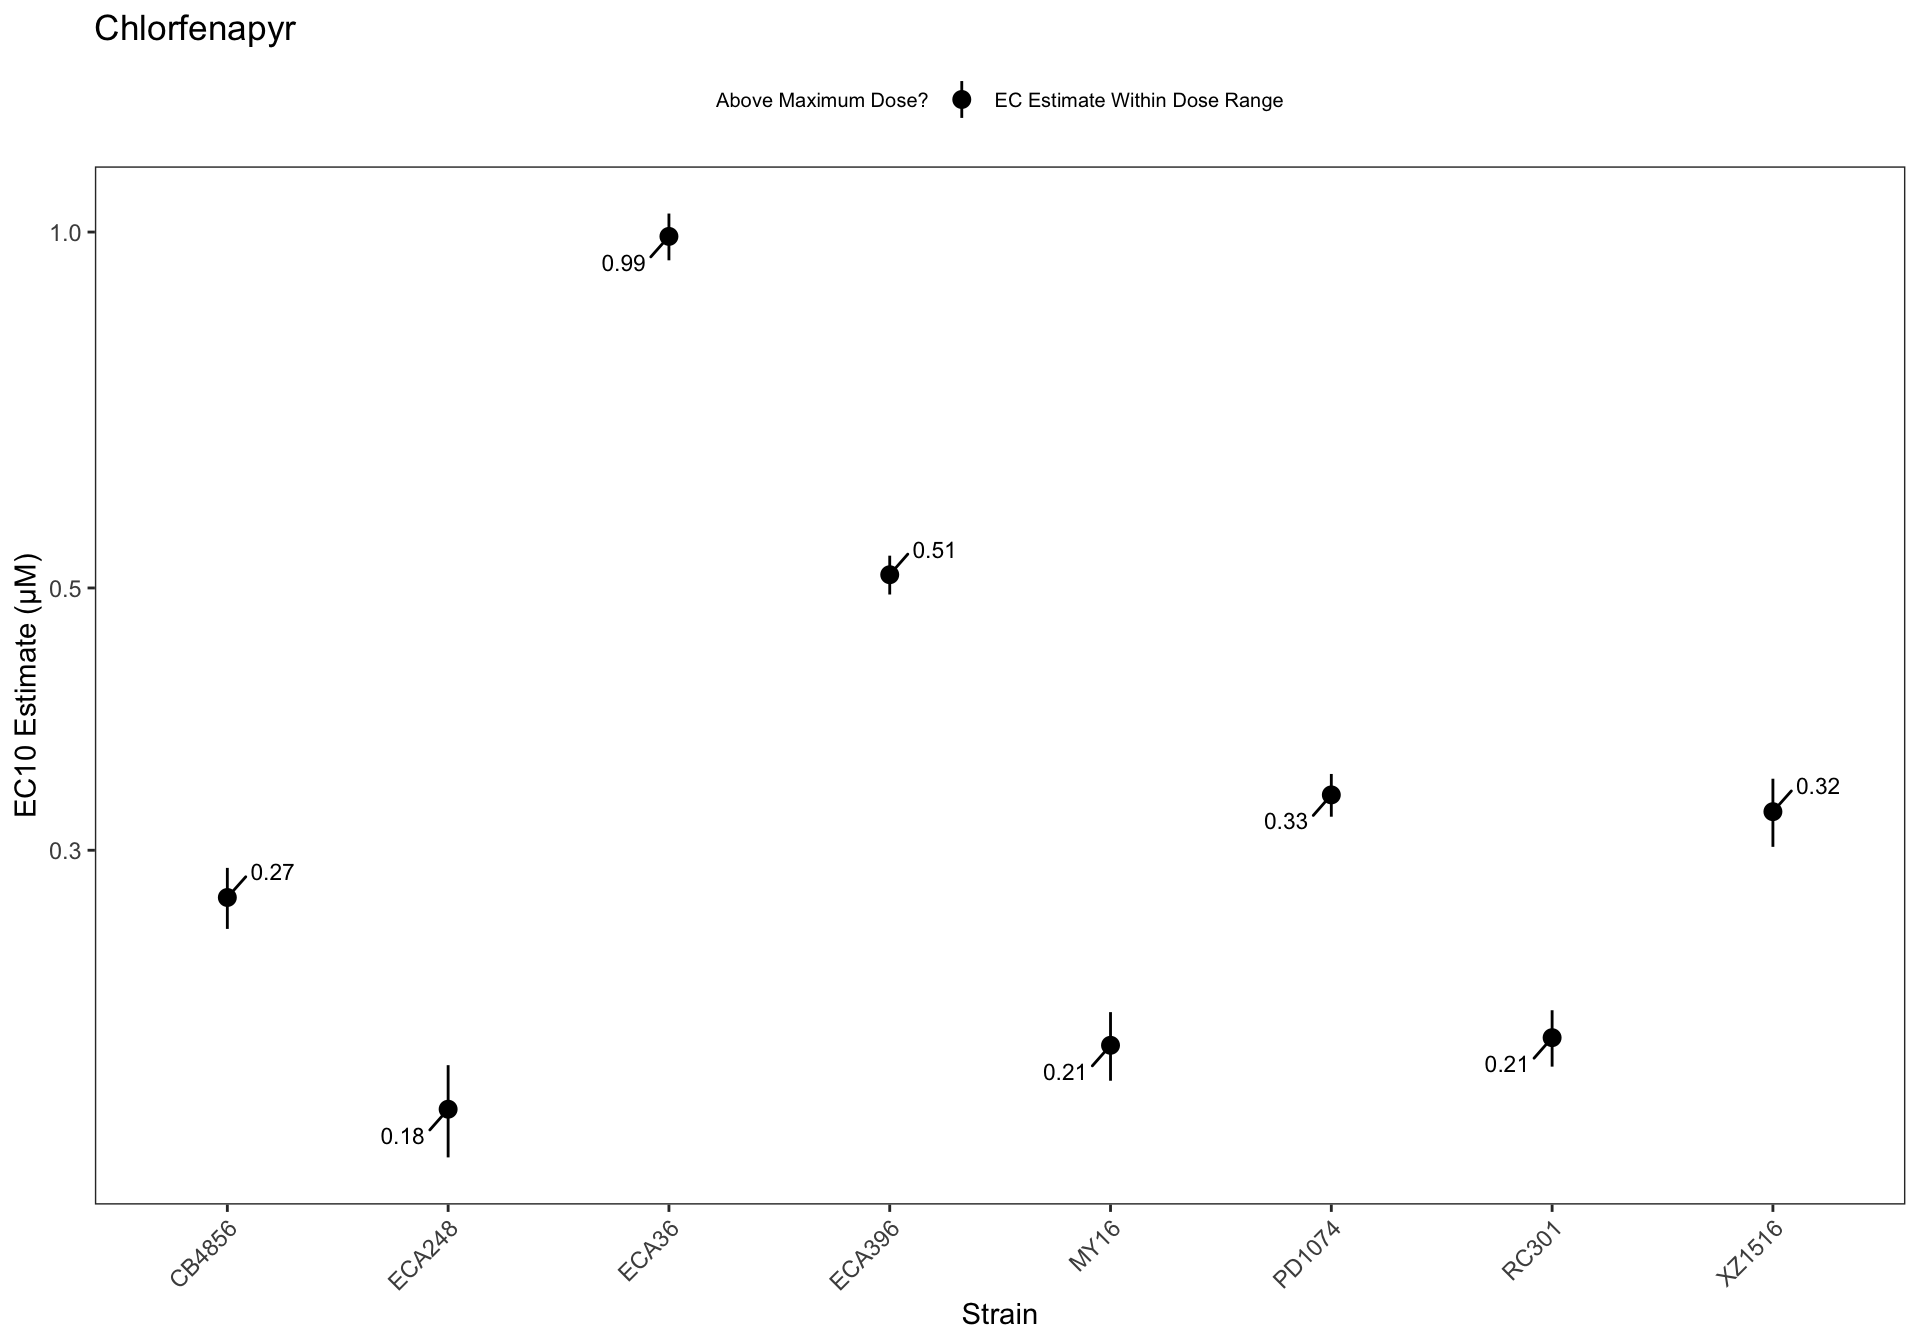 Chlorfenapyr
Above Maximum Dose? EC Estimate Within Dose Range
EC10 Estimate (µM)
1.0
0.5
0.3
0.99
0.51
0.32
0.33
0.27
0.21
0.21
0.18
CB4856
ECA248
ECA36
ECA396
MY16
PD1074
RC301
XZ1516
Strain